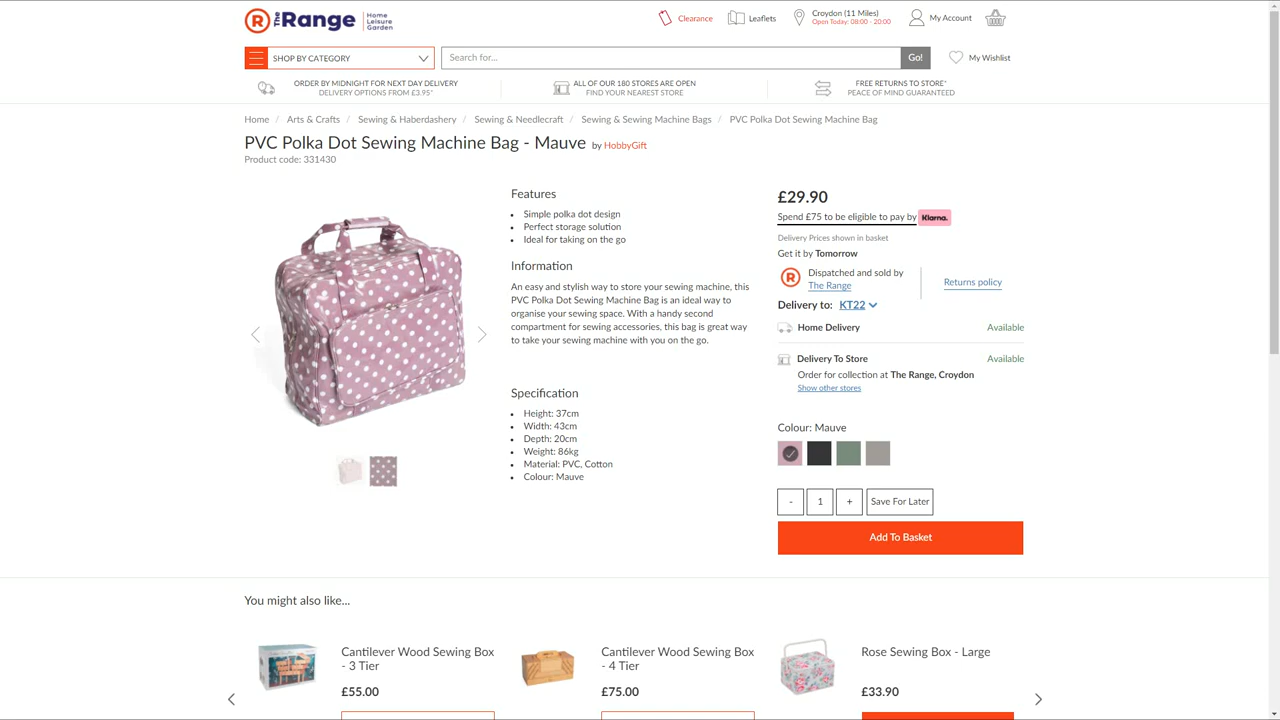 R The Range Home Leisure Garden
Clearance
Leaflets
Croydon (11 Miles)
Open Today: 08:00 - 20:00
My Account
SHOP BY CATEGORY
Search for...
Go!
My Wishlist
ORDER BY MIDNIGHT FOR NEXT DAY DELIVERY
DELIVERY OPTIONS FROM £3.95*
ALL OF OUR 180 STORES ARE OPEN
FIND YOUR NEAREST STORE
FREE RETURNS TO STORE*
PEACE OF MIND GUARANTEED
Home / Arts & Crafts / Sewing & Haberdashery / Sewing & Needlecraft / Sewing & Sewing Machine Bags / PVC Polka Dot Sewing Machine Bag
PVC Polka Dot Sewing Machine Bag - Mauve by HobbyGift
Product code: 331430
Features
• Simple polka dot design
• Perfect storage solution
• Ideal for taking on the go
Information
An easy and stylish way to store your sewing machine, this
PVC Polka Dot Sewing Machine Bag is an ideal way to
organise your sewing space. With a handy second
compartment for sewing accessories, this bag is great way
to take your sewing machine with you on the go.
Specification
• Height: 37cm
• Width: 43cm
• Depth: 20cm
• Weight: 86kg
• Material: PVC, Cotton
• Colour: Mauve
£29.90
Spend £75 to be eligible to pay by Klarna.
Delivery Prices shown in basket
Get it by Tomorrow
R Dispatched and sold by
The Range
Returns policy
Delivery to: KT22
Home Delivery Available
Delivery To Store Available
Order for collection at The Range, Croydon
Show other stores
Colour: Mauve
- 1 + Save For Later
Add To Basket
You might also like...
Cantilever Wood Sewing Box
- 3 Tier
£55.00
Cantilever Wood Sewing Box
- 4 Tier
£75.00
Rose Sewing Box - Large
£33.90